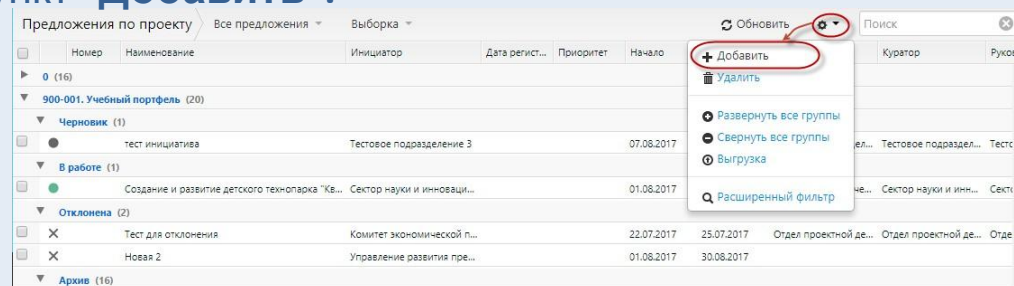 Предложения по проекту Все предложения Выборка Обновить Поиск
Номер Наименование Инициатор Дата регист... Приоритет Начало Куратор
+ Добавить
0 (16)
Удалить
900-001. Учебный портфель (20)
Черновик (1)
Развернуть все группы
тест инициатива Тестовое подразделение 3 07.08.2017 Тестовое подраздел...
Свернуть все группы
В работе (1)
Выгрузка
Создание и развитие детского технопарка "Кв... Сектор науки и инноваци... 01.08.2017 Сектор науки и инн...
Расширенный фильтр
Отклонена (2)
Тест для отклонения Комитет экономической п... 22.07.2017 25.07.2017 Отдел проектной де... Отдел проектной де...
Новая 2 Управление развития пре... 01.08.2017 30.08.2017
Архив (16)